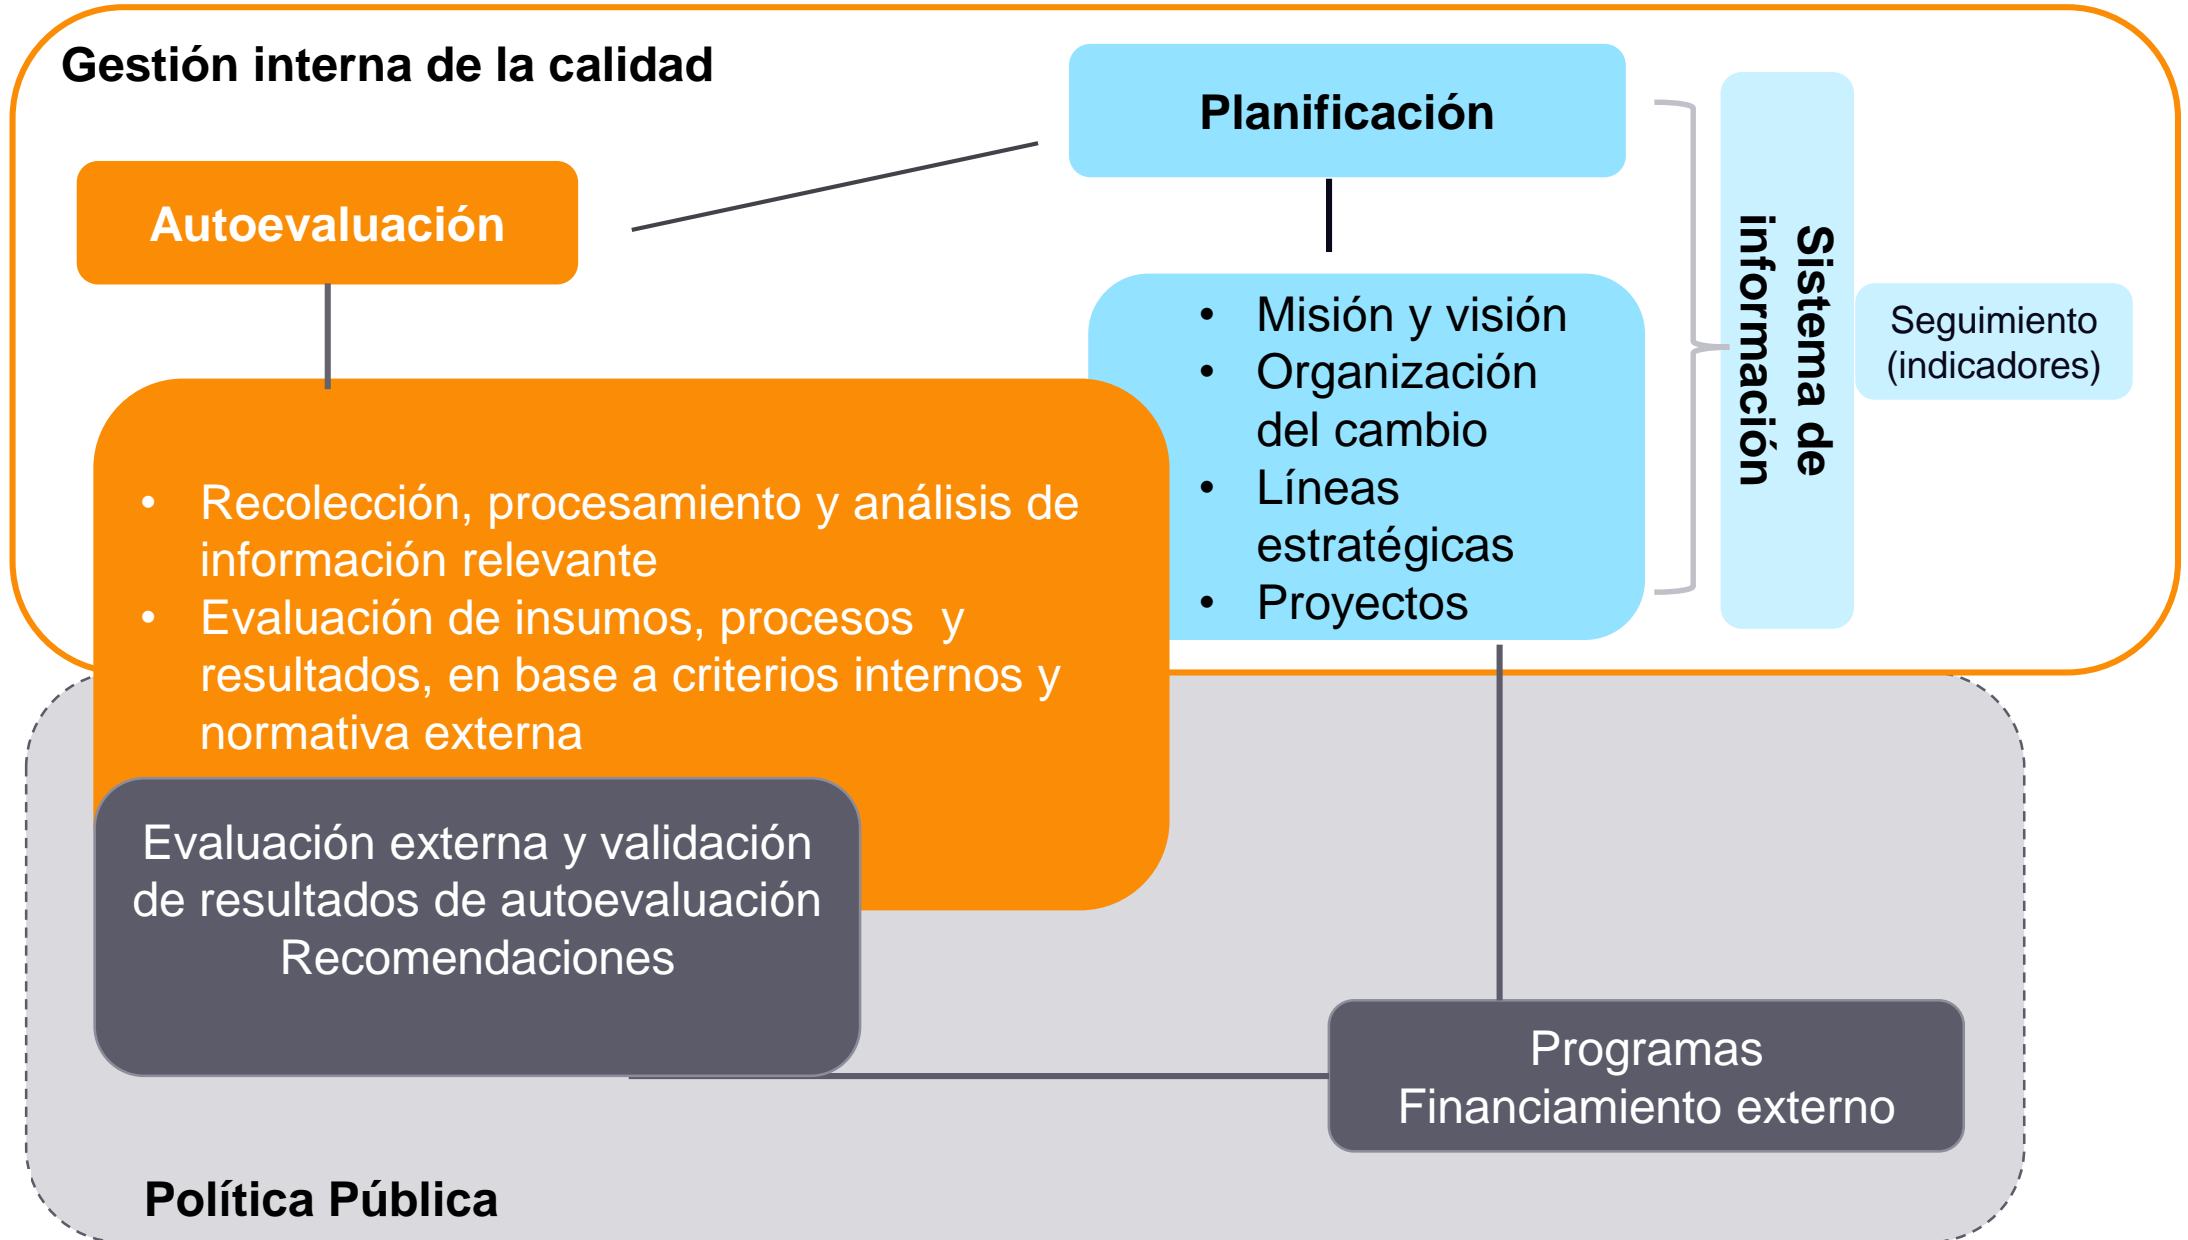 Gestión interna de la calidad
Planificación
Autoevaluación
• Misión y visión
• Organización
del cambio
• Líneas
estratégicas
• Proyectos
Sistema de
información
Seguimiento
(indicadores)
• Recolección, procesamiento y análisis de
información relevante
• Evaluación de insumos, procesos  y
resultados, en base a criterios internos y
normativa externa
Evaluación externa y validación
de resultados de autoevaluación
Recomendaciones
Programas
Financiamiento externo
Política Pública